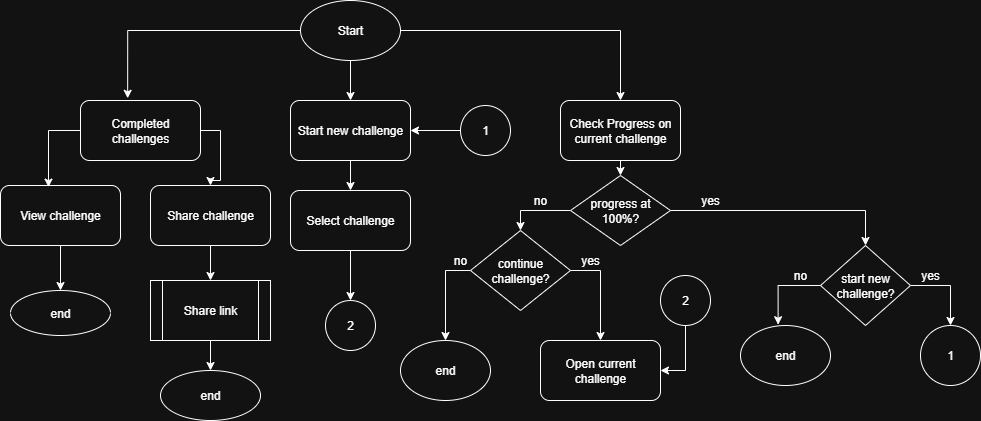 Start
Completed
challenges
Start new challenge
1
Check Progress on
current challenge
View challenge
Share challenge
Select challenge
progress at
100%?
no
yes
no
continue
challenge?
yes
no
start new
challenge?
yes
end
Share link
2
2
end
Open current
challenge
end
1
end